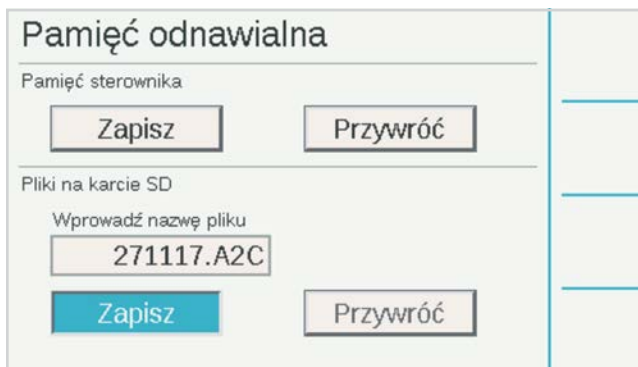 Pamięć odnawialna
Pamięć sterownika
Zapisz Przywróć
Pliki na karcie SD
Wprowadź nazwę pliku
271117.A2C
Zapisz Przywróć